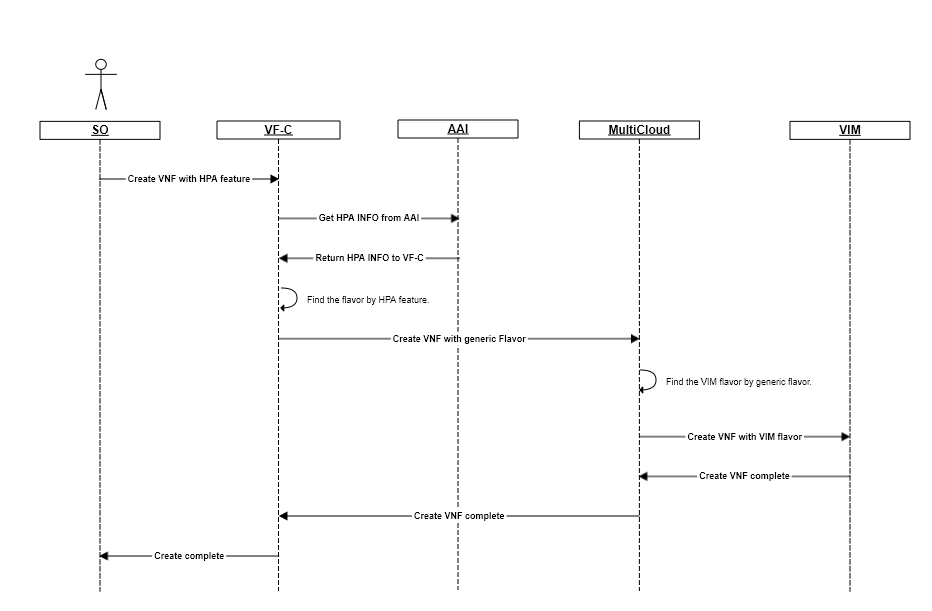 SO
VF-C
AAI
MultiCloud
VIM
Create VNF with HPA feature
Get HPA INFO from AAI
Return HPA INFO to VF-C
Find the flavor by HPA feature.
Create VNF with generic Flavor
Find the VIM flavor by generic flavor.
Create VNF with VIM flavor
Create VNF complete
Create VNF complete
Create complete